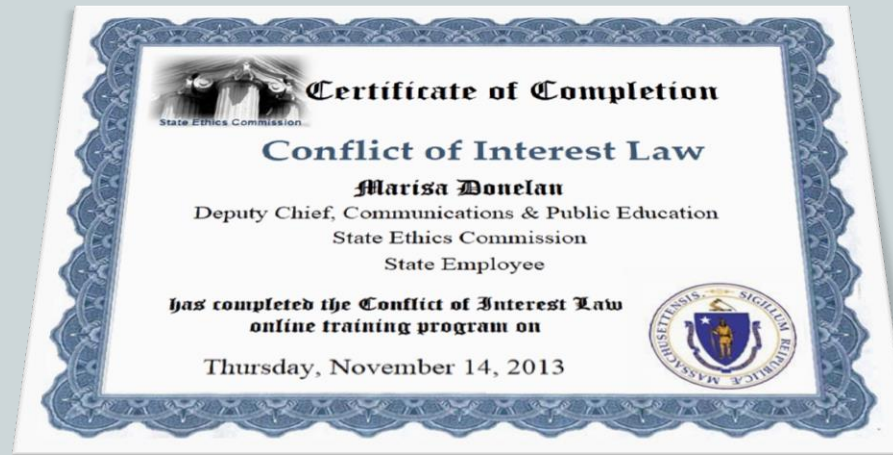 State Ethics Commission
Certificate of Completion
Conflict of Interest Law
Marisa Donelan
Deputy Chief, Communications & Public Education
State Ethics Commission
State Employee
has completed the Conflict of Interest Law
online training program on
Thursday, November 14, 2013
SIGILLUM REIPUBLICÆ MASSACHUSETTENSIS.